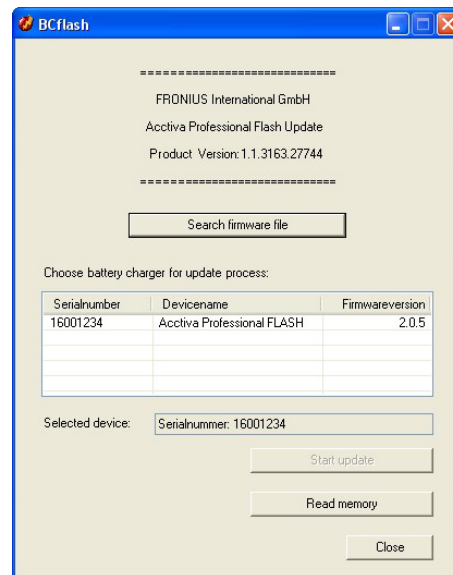 BCflash
============================
FRONIUS International GmbH
Acctiva Professional Flash Update
Product Version:1.1.3163.27744
============================
Search firmware file
Choose battery charger for update process:
Serialnumber Devicename Firmwareversion
16001234 Acctiva Professional FLASH 2.0.5
Selected device: Serialnummer: 16001234
Start update
Read memory
Close